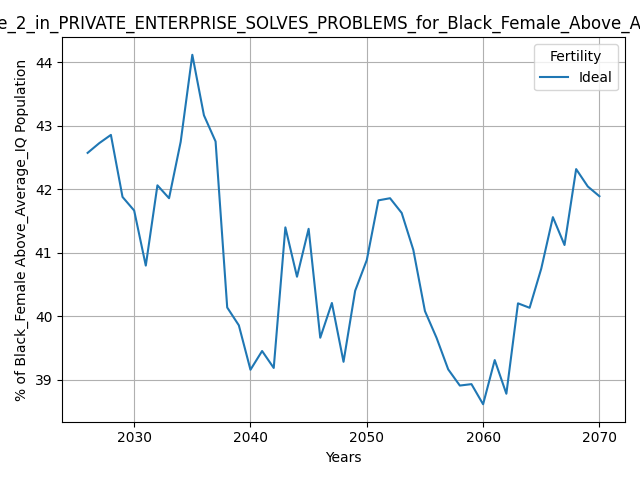 e_2_in_PRIVATE_ENTERPRISE_SOLVES_PROBLEMS_for_Black_Female_Above_A
% of Black_Female Above_Average_IQ Population
44
43
42
41
40
39
Fertility
Ideal
2030
2040
2050
2060
2070
Years